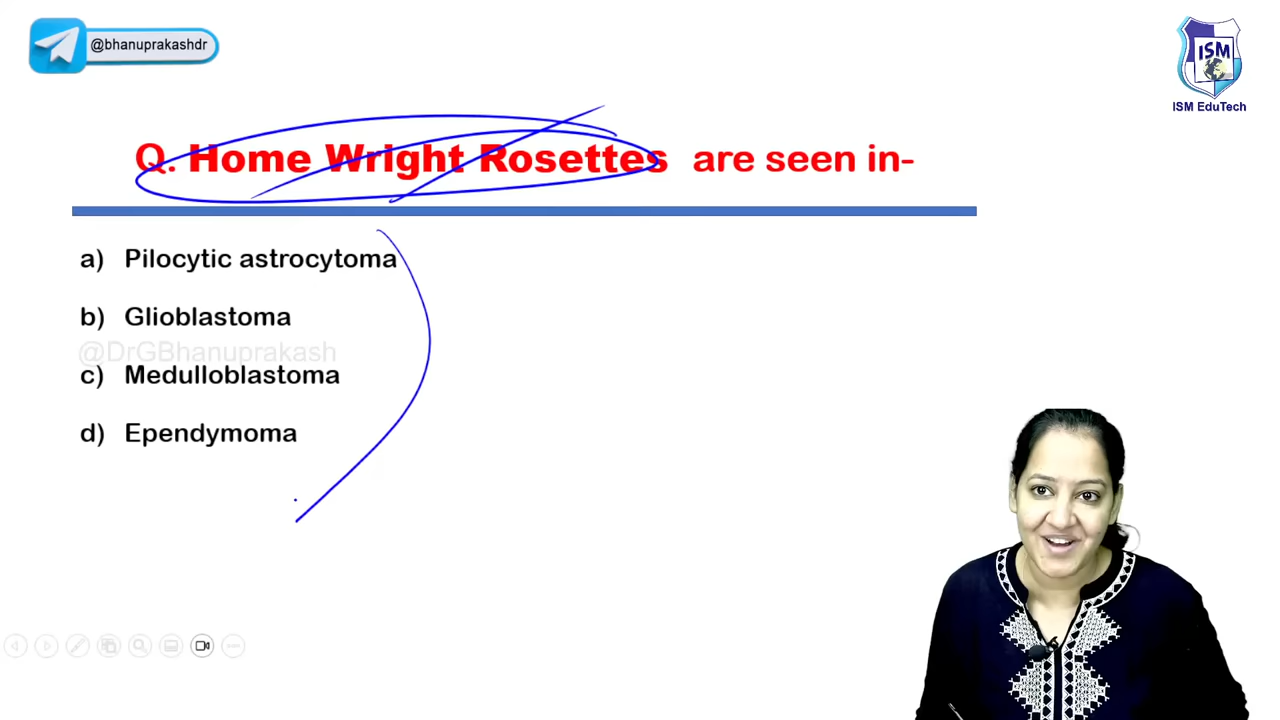 @bhanuprakashdr
ISM
ISM EduTech
Q. Home Wright Rosettes are seen in-
a) Pilocytic astrocytoma
b) Glioblastoma
@DrGBhanuprakash
c) Medulloblastoma
d) Ependymoma